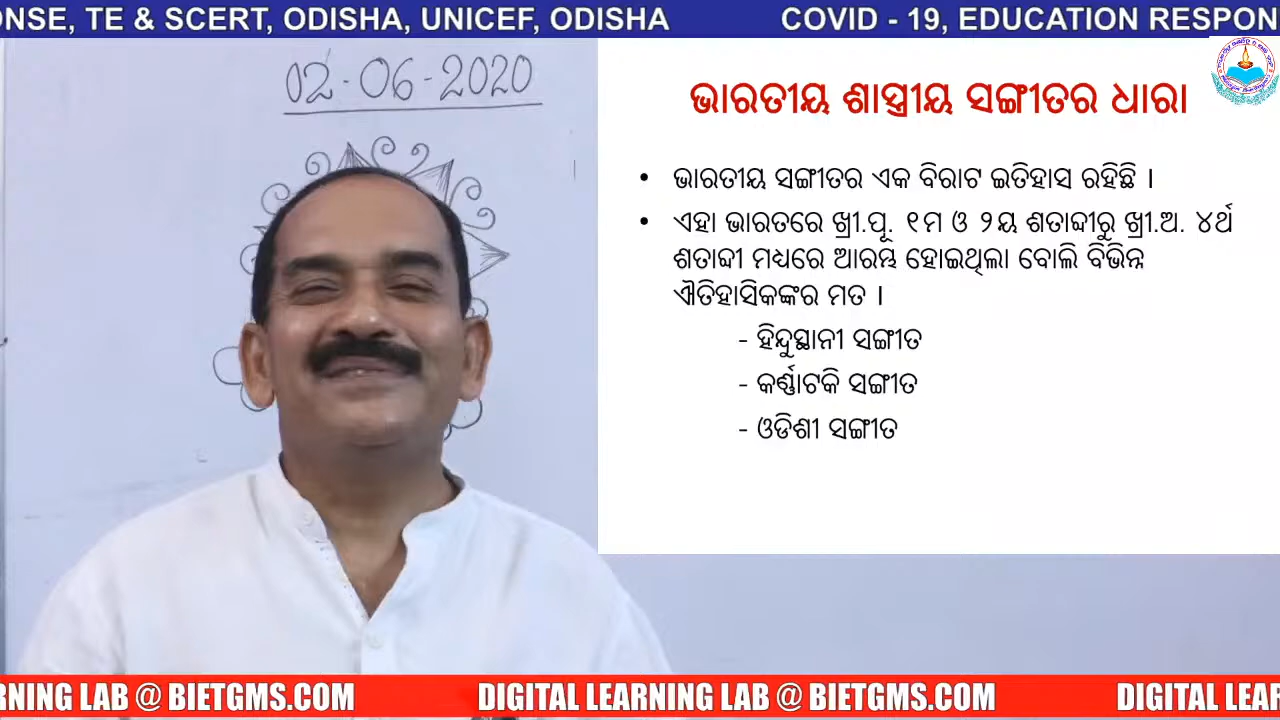 ONSE, TE & SCERT, ODISHA, UNICEF, ODISHA COVID - 19, EDUCATION RESPON
02-06-2020
ଭାରତୀୟ ଶାସ୍ତ୍ରୀୟ ସଙ୍ଗୀତର ଧାରା
• ଭାରତୀୟ ସଙ୍ଗୀତର ଏକ ବିରାଟ ଇତିହାସ ରହିଛି ।
• ଏହା ଭାରତରେ ଖ୍ରୀ.ପୂ. ୧ମ ଓ ୨ୟ ଶତାବ୍ଦୀରୁ ଖ୍ରୀ.ଅ. ୪ର୍ଥ
ଶତାବ୍ଦୀ ମଧ୍ୟରେ ଆରମ୍ଭ ହୋଇଥିଲା ବୋଲି ବିଭିନ୍ନ
ଐତିହାସିକଙ୍କର ମତ ।
- ହିନ୍ଦୁସ୍ଥାନୀ ସଙ୍ଗୀତ
- କର୍ଣ୍ଣାଟକି ସଙ୍ଗୀତ
- ଓଡିଶୀ ସଙ୍ଗୀତ
RNING LAB @ BIETGMS.COM DIGITAL LEARNING LAB @ BIETGMS.COM DIGITAL LEAR